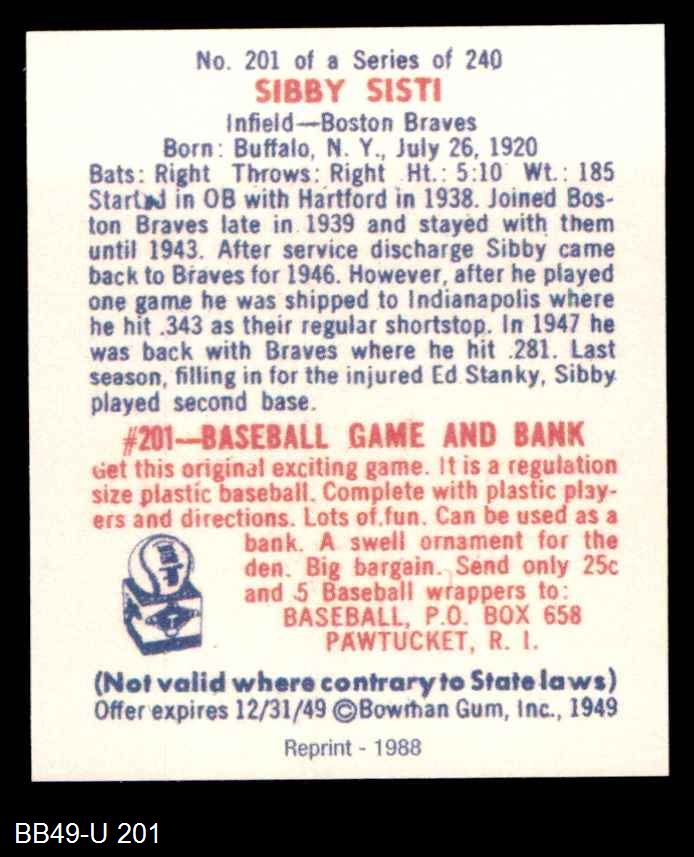 No. 201 of a Series of 240
SIBBY SISTI
Infield—Boston Braves
Born: Buffalo, N. Y., July 26, 1920
Bats: Right Throws: Right Ht.: 5:10 Wt.: 185
Started in OB with Hartford in 1938. Joined Bos-
ton Braves late in 1939 and stayed with them
until 1943. After service discharge Sibby came
back to Braves for 1946. However, after he played
one game he was shipped to Indianapolis where
he hit .343 as their regular shortstop. In 1947 he
was back with Braves where he hit .281. Last
season, filling in for the injured Ed Stanky, Sibby
played second base.
#201—BASEBALL GAME AND BANK
Get this original exciting game. It is a regulation
size plastic baseball. Complete with plastic play-
ers and directions. Lots of fun. Can be used as a
bank. A swell ornament for the
den. Big bargain. Send only 25c
and 5 Baseball wrappers to:
BASEBALL, P.O. BOX 658
PAWTUCKET, R. I.
(Not valid where contrary to State laws)
Offer expires 12/31/49 ©Bowman Gum, Inc., 1949
Reprint - 1988
BB49-U 201